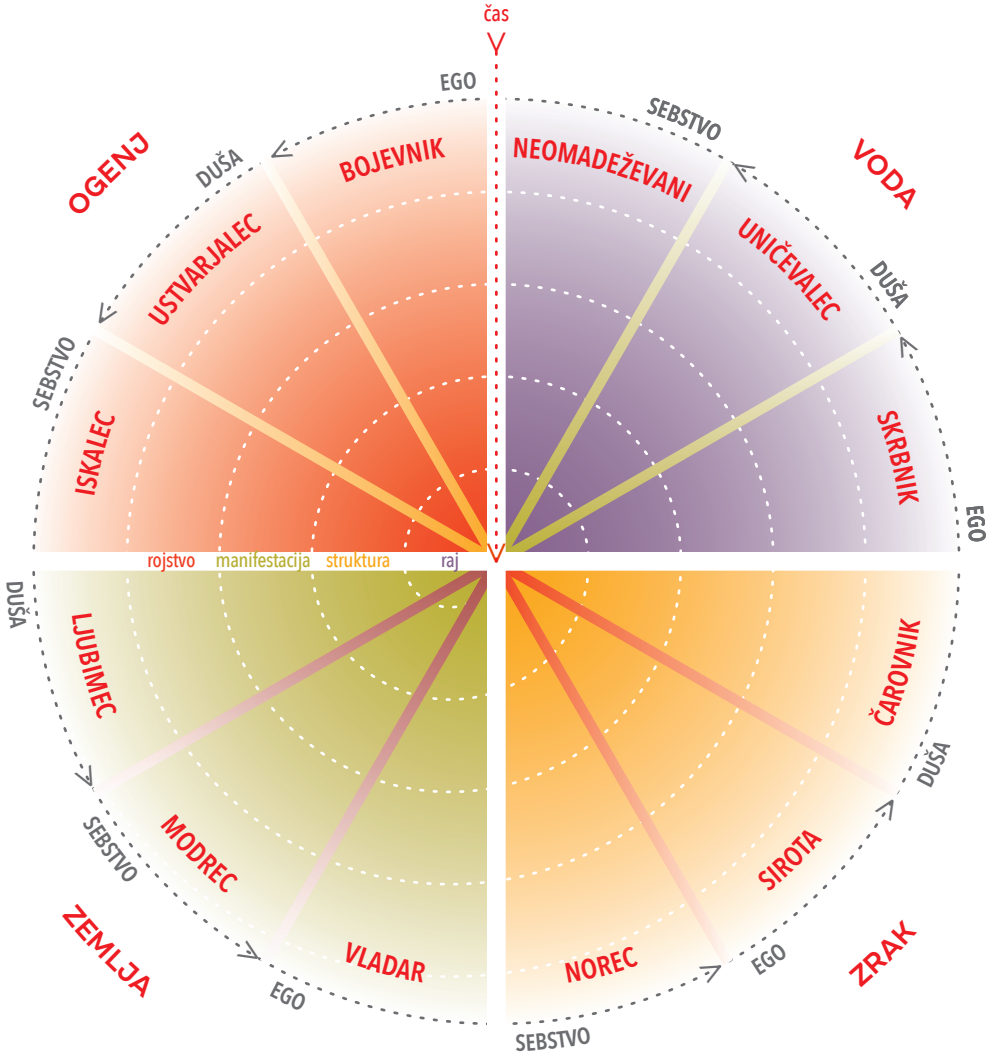 čas
EGO
SEBSTVO
OGENJ
DUŠA
BOJEVNIK
NEOMADEŽEVANI
VODA
USTVARJALEC
UNIČEVALEC
DUŠA
SEBSTVO
ISKALEC
SKRBNIK
EGO
rojstvo manifestacija struktura raj
DUŠA
LJUBIMEC
ČAROVNIK
DUŠA
SEBSTVO
MODREC
SIROTA
ZEMLJA
VLADAR
NOREC
EGO
ZRAK
EGO
SEBSTVO